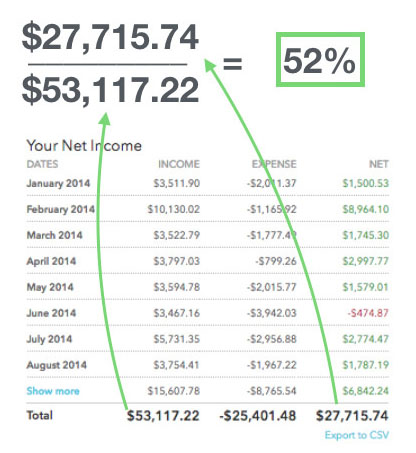 $27,715.74
$53,117.22
= 52%
Your Net Income
DATES INCOME EXPENSE NET
January 2014 $3,511.90 -$2,011.37 $1,500.53
February 2014 $10,130.02 -$1,165.92 $8,964.10
March 2014 $3,522.79 -$1,777.49 $1,745.30
April 2014 $3,797.03 -$799.26 $2,997.77
May 2014 $3,594.78 -$2,015.77 $1,579.01
June 2014 $3,467.16 -$3,942.03 -$474.87
July 2014 $5,731.35 -$2,956.88 $2,774.47
August 2014 $3,754.41 -$1,967.22 $1,787.19
Show more $15,607.78 -$8,765.54 $6,842.24
Total $53,117.22 -$25,401.48 $27,715.74
Export to CSV